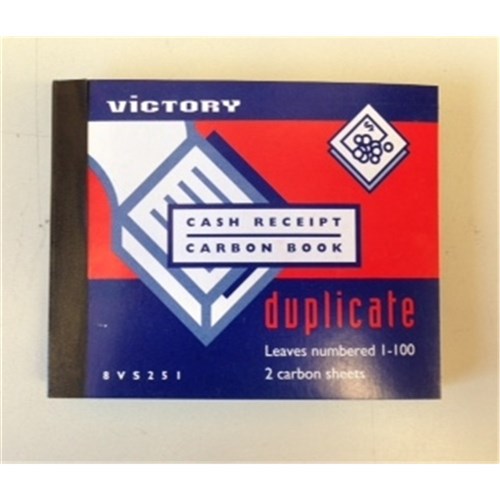 VICTORY
CASH RECEIPT
CARBON BOOK
duplicate
Leaves numbered 1-100
2 carbon sheets
8VS251